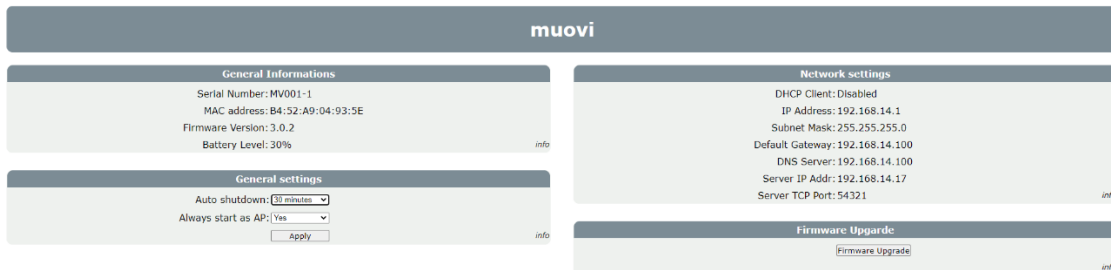 muovi
General Informations
Serial Number: MV001-1
MAC address: B4:52:A9:04:93:5E
Firmware Version: 3.0.2
Battery Level: 30%
info
General settings
Auto shutdown: 30 minutes
Always start as AP: Yes
Apply
info
Network settings
DHCP Client: Disabled
IP Address: 192.168.14.1
Subnet Mask: 255.255.255.0
Default Gateway: 192.168.14.100
DNS Server: 192.168.14.100
Server IP Addr: 192.168.14.17
Server TCP Port: 54321
inf
Firmware Upgarde
Firmware Upgrade
inf